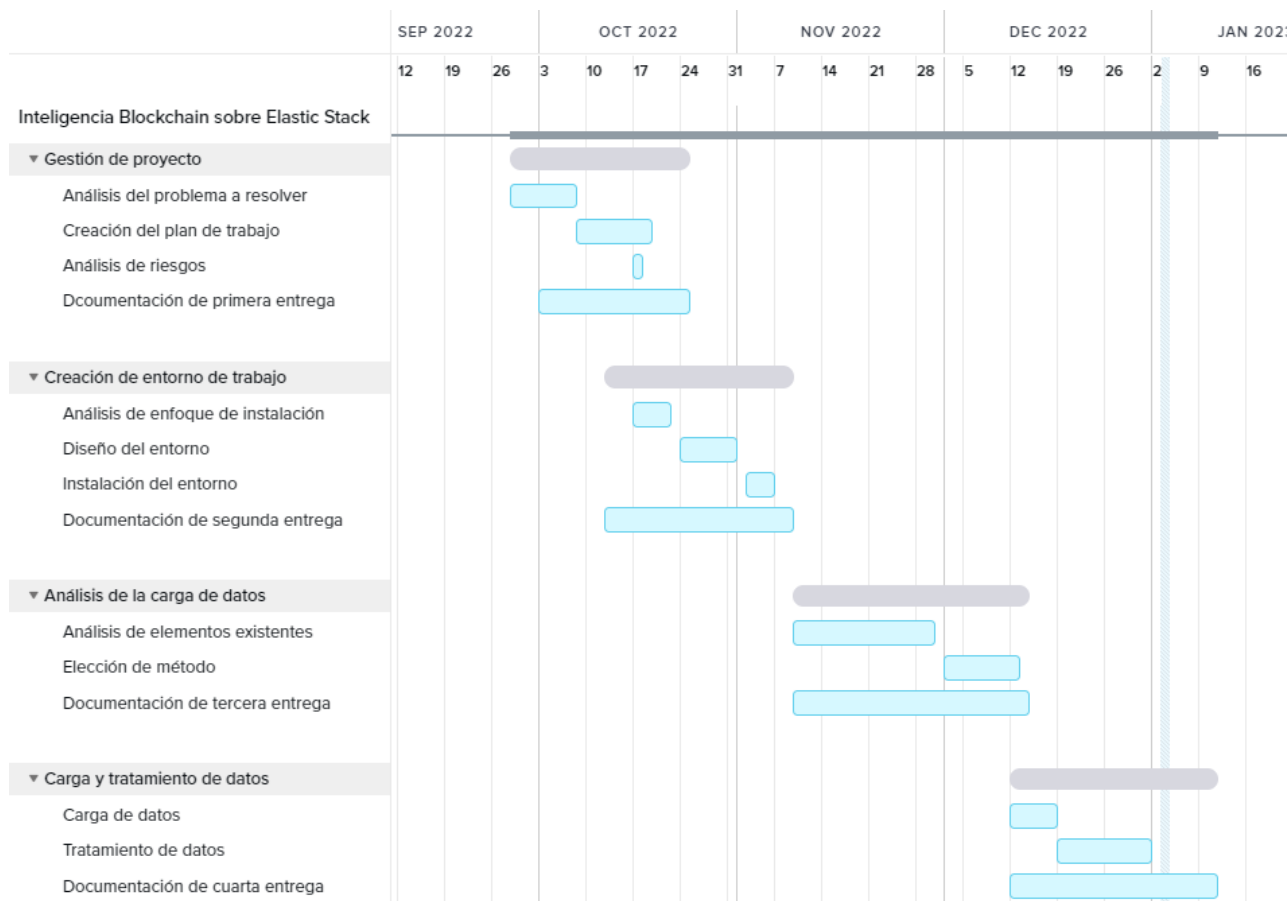 SEP 2022 OCT 2022 NOV 2022 DEC 2022 JAN 202
12 19 26 3 10 17 24 31 7 14 21 28 5 12 19 26 2 9 16
Inteligencia Blockchain sobre Elastic Stack
Gestión de proyecto
Análisis del problema a resolver
Creación del plan de trabajo
Análisis de riesgos
Dcoumentación de primera entrega
Creación de entorno de trabajo
Análisis de enfoque de instalación
Diseño del entorno
Instalación del entorno
Documentación de segunda entrega
Análisis de la carga de datos
Análisis de elementos existentes
Elección de método
Documentación de tercera entrega
Carga y tratamiento de datos
Carga de datos
Tratamiento de datos
Documentación de cuarta entrega